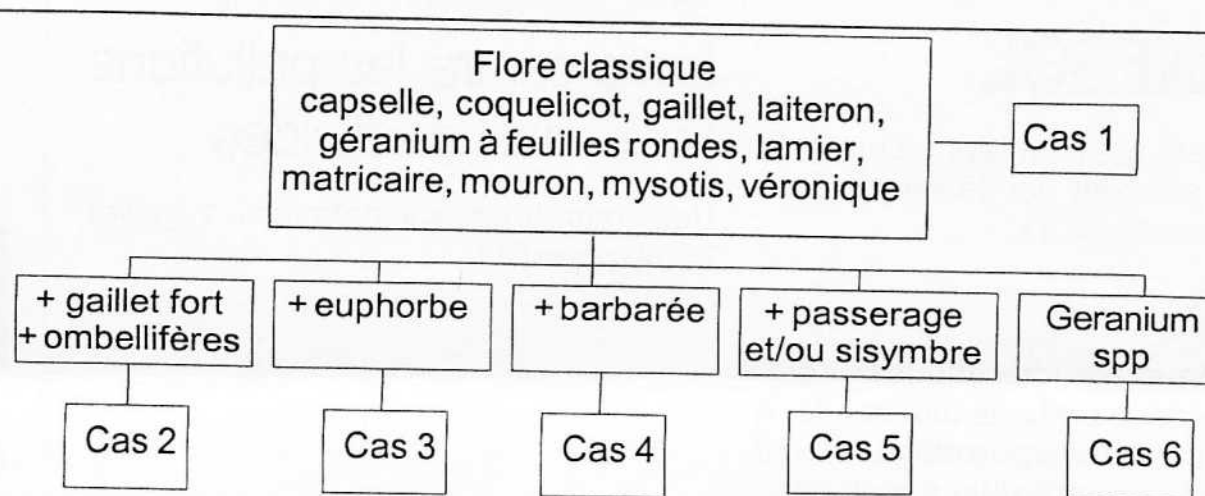 Flore classique
capselle, coquelicot, gaillet, laiteron,
géranium à feuilles rondes, lamier,
matricaire, mouron, mysotis, véronique
Cas 1
+ gaillet fort
+ ombellifères
+ euphorbe
+ barbarée
+ passerage
et/ou sisymbre
Geranium
spp
Cas 2
Cas 3
Cas 4
Cas 5
Cas 6